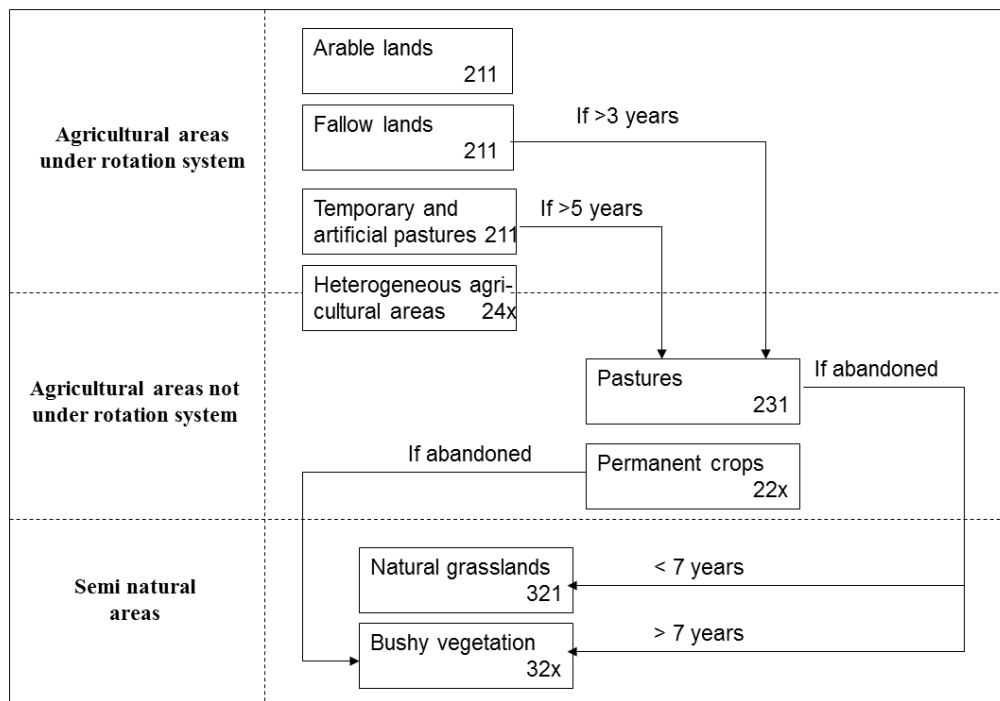 Arable lands
211
Fallow lands
211
If >3 years
Agricultural areas
under rotation system
Temporary and
artificial pastures 211
If >5 years
Heterogeneous agri-
cultural areas 24x
Agricultural areas not
under rotation system
Pastures
231
If abandoned
If abandoned
Permanent crops
22x
Semi natural
areas
Natural grasslands
321
< 7 years
Bushy vegetation
32x
> 7 years